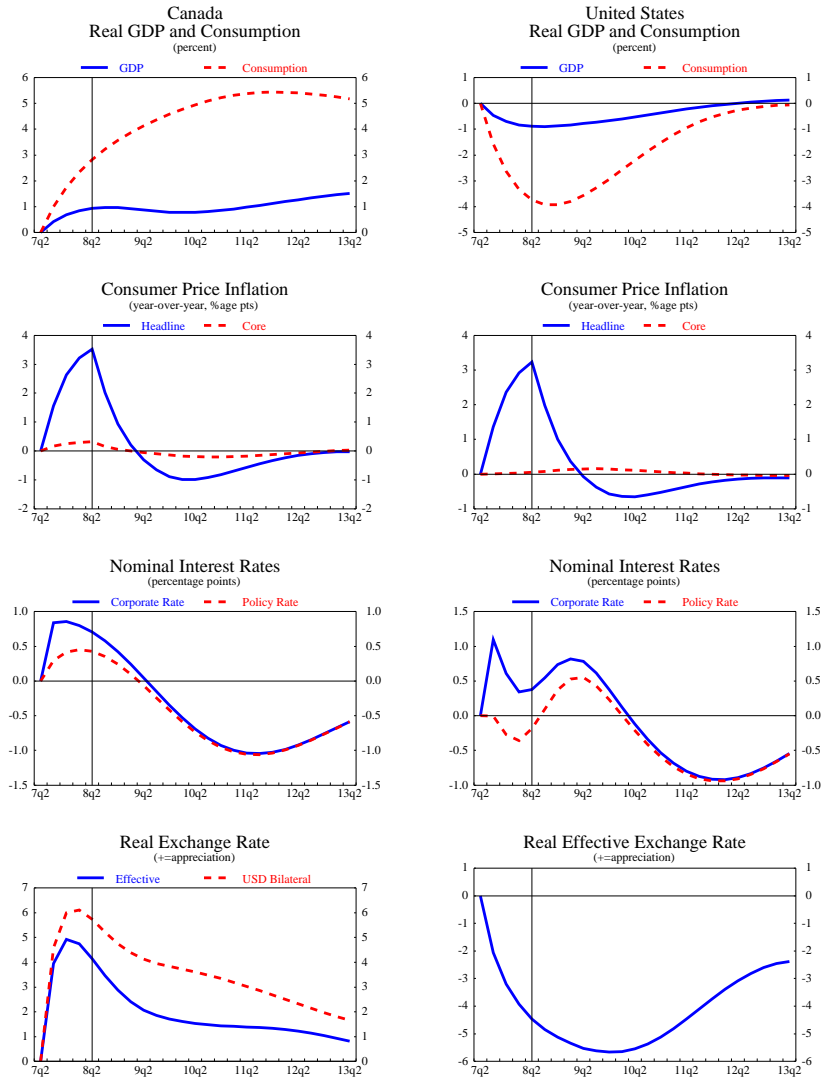 Canada
Real GDP and Consumption
(percent)
GDP
Consumption
6 6
5 5
4 4
3 3
2 2
1 1
0 0
7q2 8q2 9q2 10q2 11q2 12q2 13q2
United States
Real GDP and Consumption
(percent)
GDP
Consumption
1 1
0 0
-1 -1
-2 -2
-3 -3
-4 -4
-5 -5
7q2 8q2 9q2 10q2 11q2 12q2 13q2
Consumer Price Inflation
(year-over-year, %age pts)
Headline
Core
4 4
3 3
2 2
1 1
0 0
-1 -1
-2 -2
7q2 8q2 9q2 10q2 11q2 12q2 13q2
Consumer Price Inflation
(year-over-year, %age pts)
Headline
Core
4 4
3 3
2 2
1 1
0 0
-1 -1
7q2 8q2 9q2 10q2 11q2 12q2 13q2
Nominal Interest Rates
(percentage points)
Corporate Rate
Policy Rate
1.0 1.0
0.5 0.5
0.0 0.0
-0.5 -0.5
-1.0 -1.0
-1.5 -1.5
7q2 8q2 9q2 10q2 11q2 12q2 13q2
Nominal Interest Rates
(percentage points)
Corporate Rate
Policy Rate
1.5 1.5
1.0 1.0
0.5 0.5
0.0 0.0
-0.5 -0.5
-1.0 -1.0
7q2 8q2 9q2 10q2 11q2 12q2 13q2
Real Exchange Rate
(+=appreciation)
Effective
USD Bilateral
7 7
6 6
5 5
4 4
3 3
2 2
1 1
0 0
7q2 8q2 9q2 10q2 11q2 12q2 13q2
Real Effective Exchange Rate
(+=appreciation)
1 1
0 0
-1 -1
-2 -2
-3 -3
-4 -4
-5 -5
-6 -6
7q2 8q2 9q2 10q2 11q2 12q2 13q2